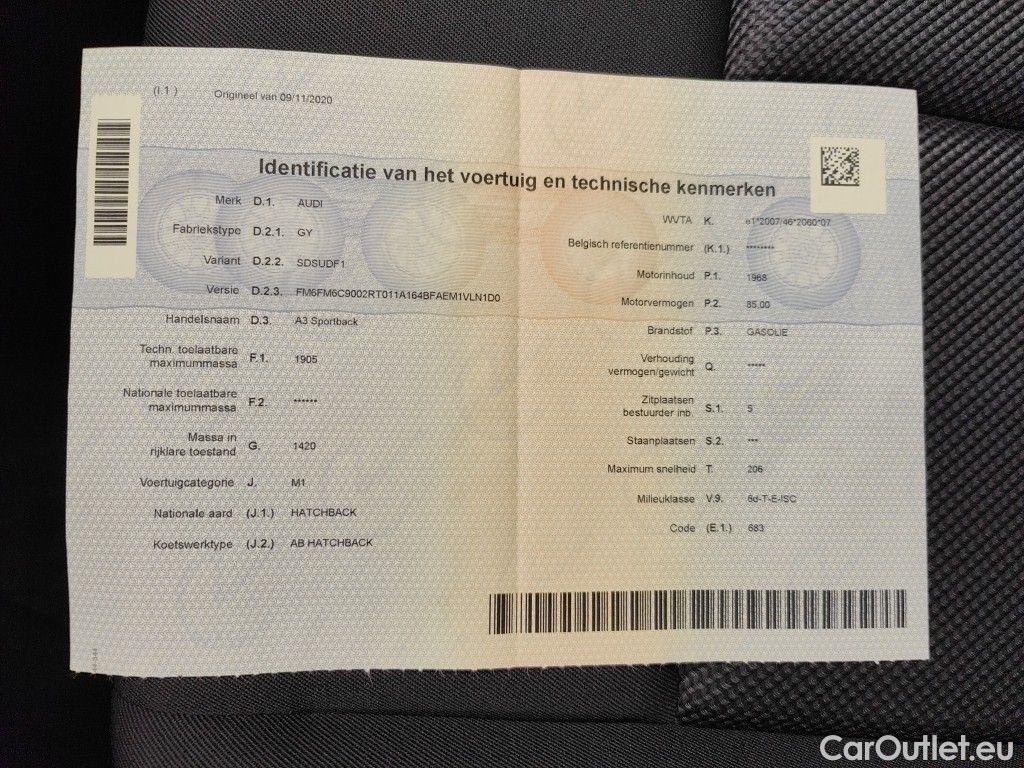 (I.1 ) Origineel van 09/11/2020
Identificatie van het voertuig en technische kenmerken
Merk D.1. AUDI
Fabriekstype D.2.1. GY
Variant D.2.2. SDSUDF1
Versie D.2.3. FM6FM6C9002RT011A164BFAEM1VLN1D0
Handelsnaam D.3. A3 Sportback
Techn. toelaatbare
maximummassa F.1. 1905
Nationale toelaatbare
maximummassa F.2. ******
Massa in
rijklare toestand G. 1420
Voertuigcategorie J. M1
Nationale aard (J.1.) HATCHBACK
Koetswerktype (J.2.) AB HATCHBACK
WVTA K. e1*2007/46*2060*07
Belgisch referentienummer (K.1.) ********
Motorinhoud P.1. 1968
Motorvermogen P.2. 85.00
Brandstof P.3. GASOLIE
Verhouding
vermogen/gewicht Q. *****
Zitplaatsen
bestuurder inb. S.1. 5
Staanplaatsen S.2. ***
Maximum snelheid T. 206
Milieuklasse V.9. 6d-T-E-ISC
Code (E.1.) 683
CarOutlet.eu